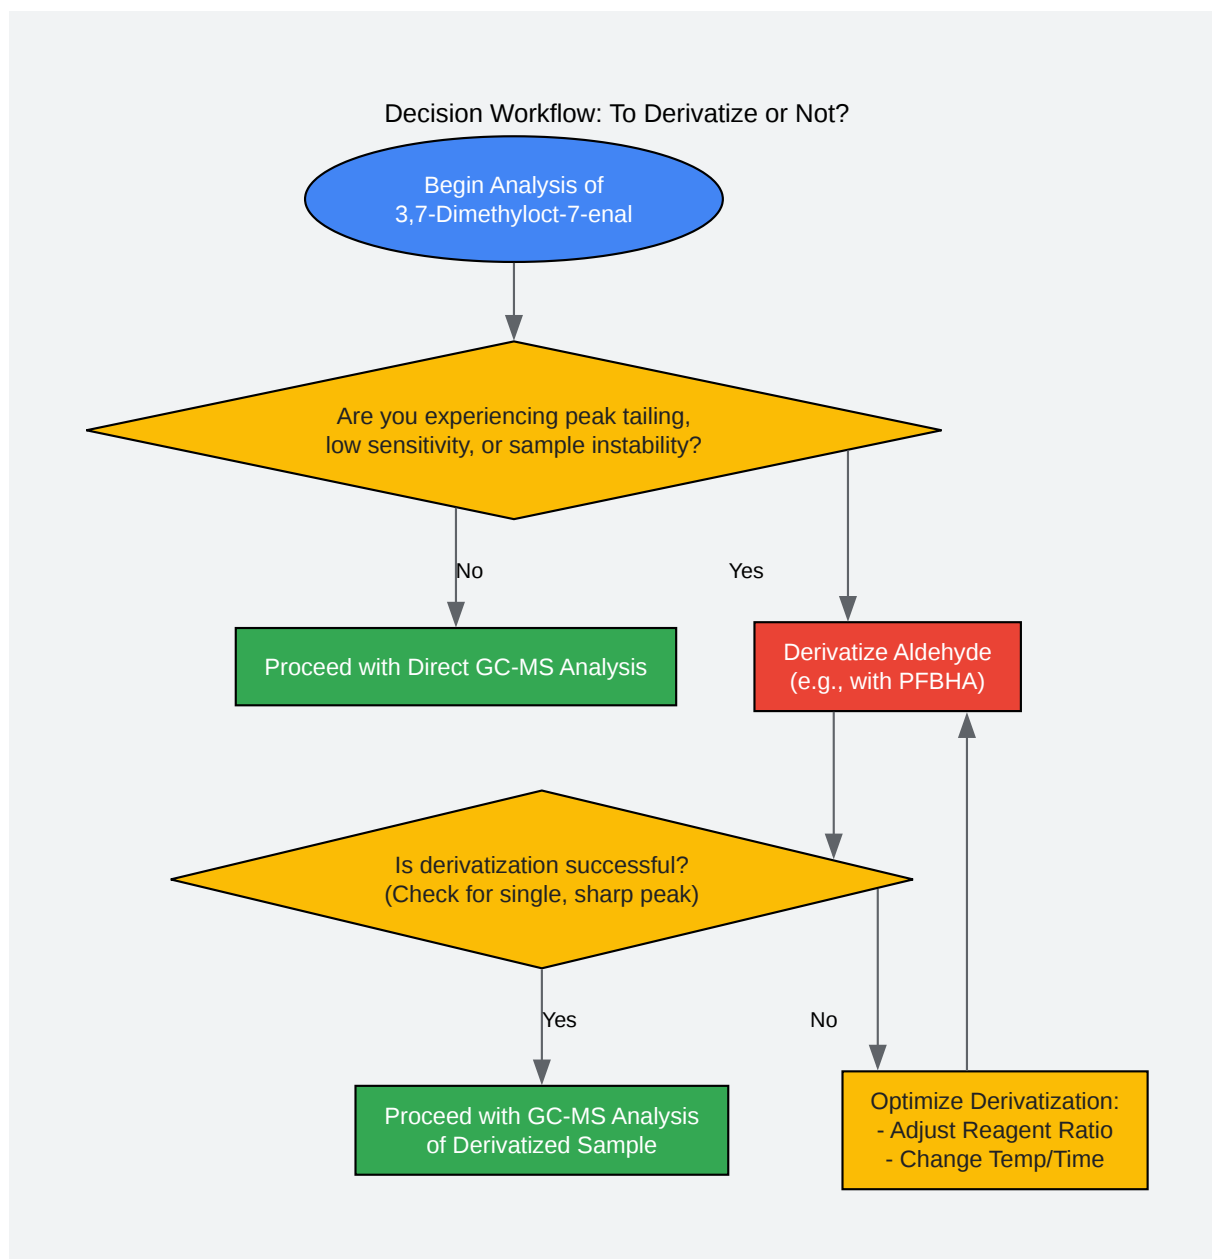 Decision Workflow: To Derivatize or Not?
Begin Analysis of
3,7-Dimethyloct-7-enal
Are you experiencing peak tailing,
low sensitivity, or sample instability?
No
Yes
Proceed with Direct GC-MS Analysis
Derivatize Aldehyde
(e.g., with PFBHA)
Is derivatization successful?
(Check for single, sharp peak)
Yes
No
Proceed with GC-MS Analysis
of Derivatized Sample
Optimize Derivatization:
- Adjust Reagent Ratio
- Change Temp/Time